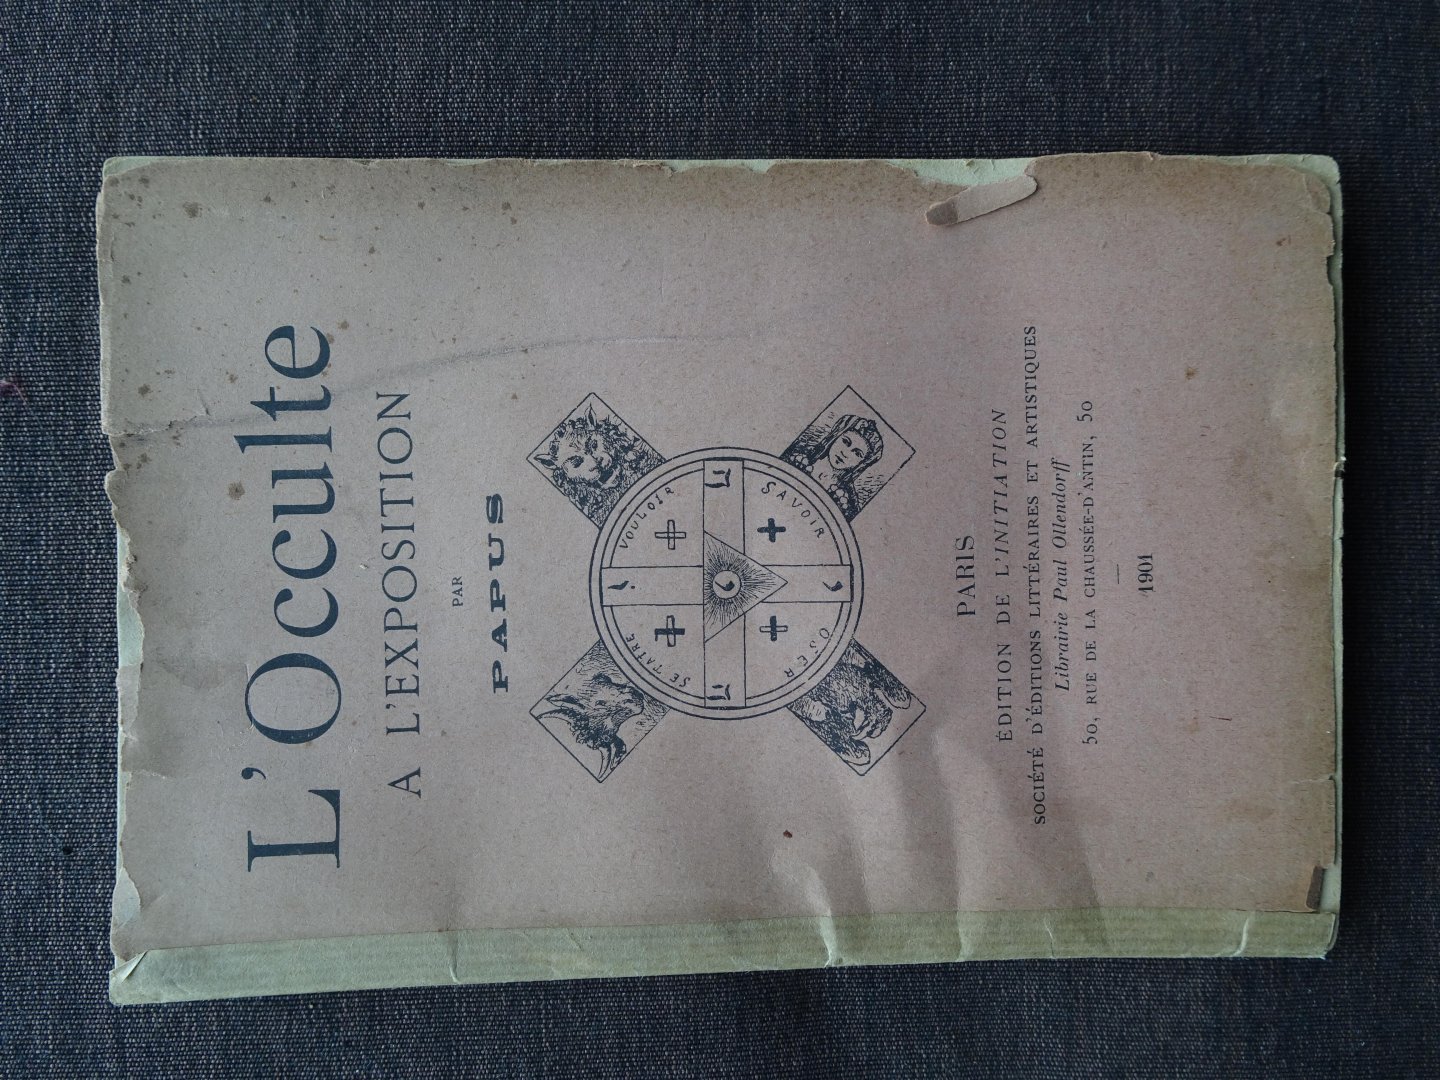 L'Occulte
A L'EXPOSITION
PAR
PAPUS
VOULOIR
SAVOIR
SE TAIRE
OSER
PARIS
ÉDITION DE L'INITIATION
SOCIÉTÉ D'ÉDITIONS LITTÉRAIRES ET ARTISTIQUES
Librairie Paul Ollendorff
50, RUE DE LA CHAUSSÉE-D'ANTIN, 50
1901